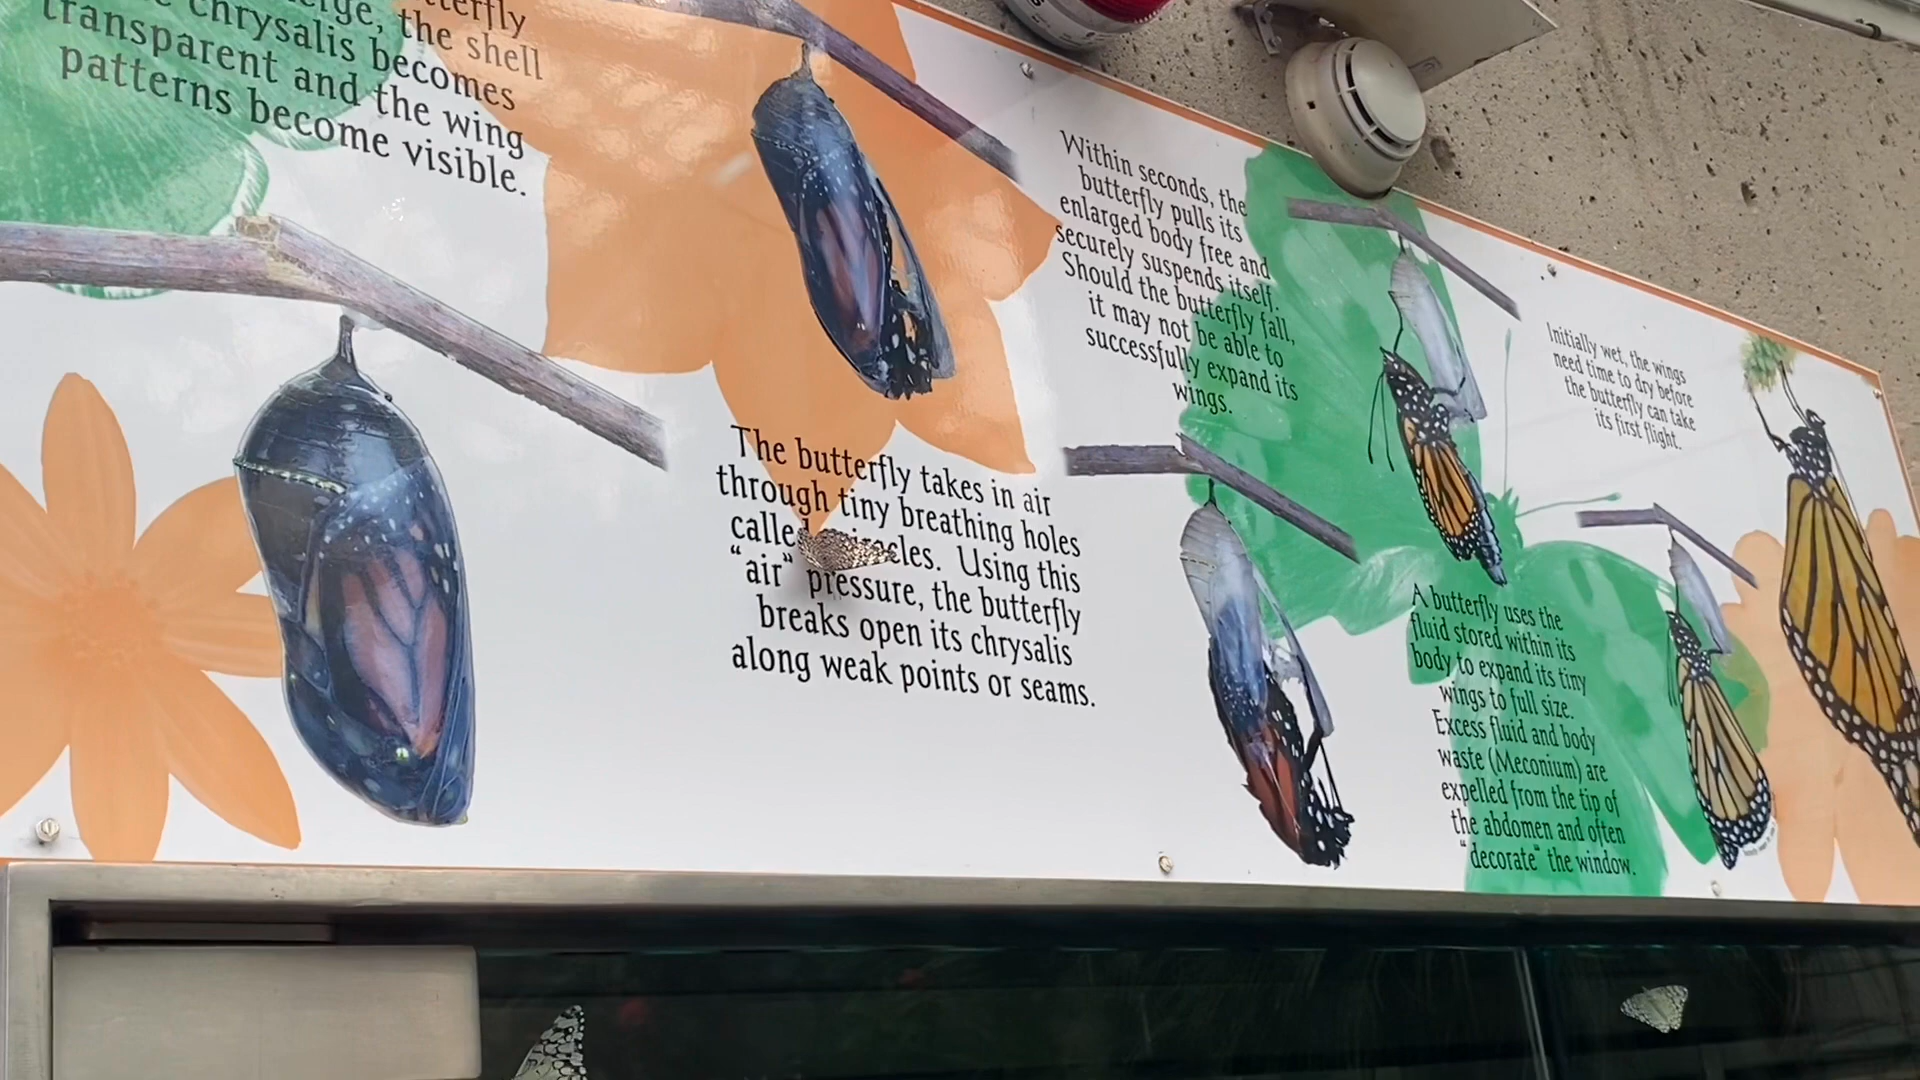 the shell
chrysalis becomes
transparent and the wing
patterns become visible.
The butterfly takes in air
through tiny breathing holes
Using this
"air" pressure, the butterfly
breaks open its chrysalis
along weak points or seams.
Within seconds, the
butterfly pulls its
enlarged body free and
securely suspends itself.
Should the butterfly fall,
it may not be able to
successfully expand its
wings.
A butterfly uses the
fluid stored within its
body to expand its tiny
wings to full size.
Excess fluid and body
waste (Meconium) are
expelled from the tip of
the abdomen and often
"decorate" the window.
Initially wet, the wings
need time to dry before
the butterfly can take
its first flight.